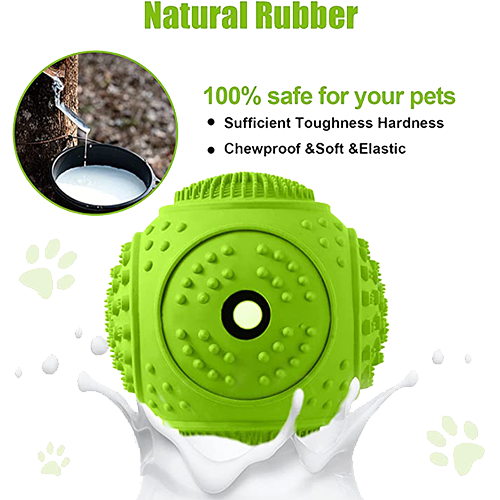 Natural Rubber
100% safe for your pets
• Sufficient Toughness Hardness
• Chewproof &Soft &Elastic